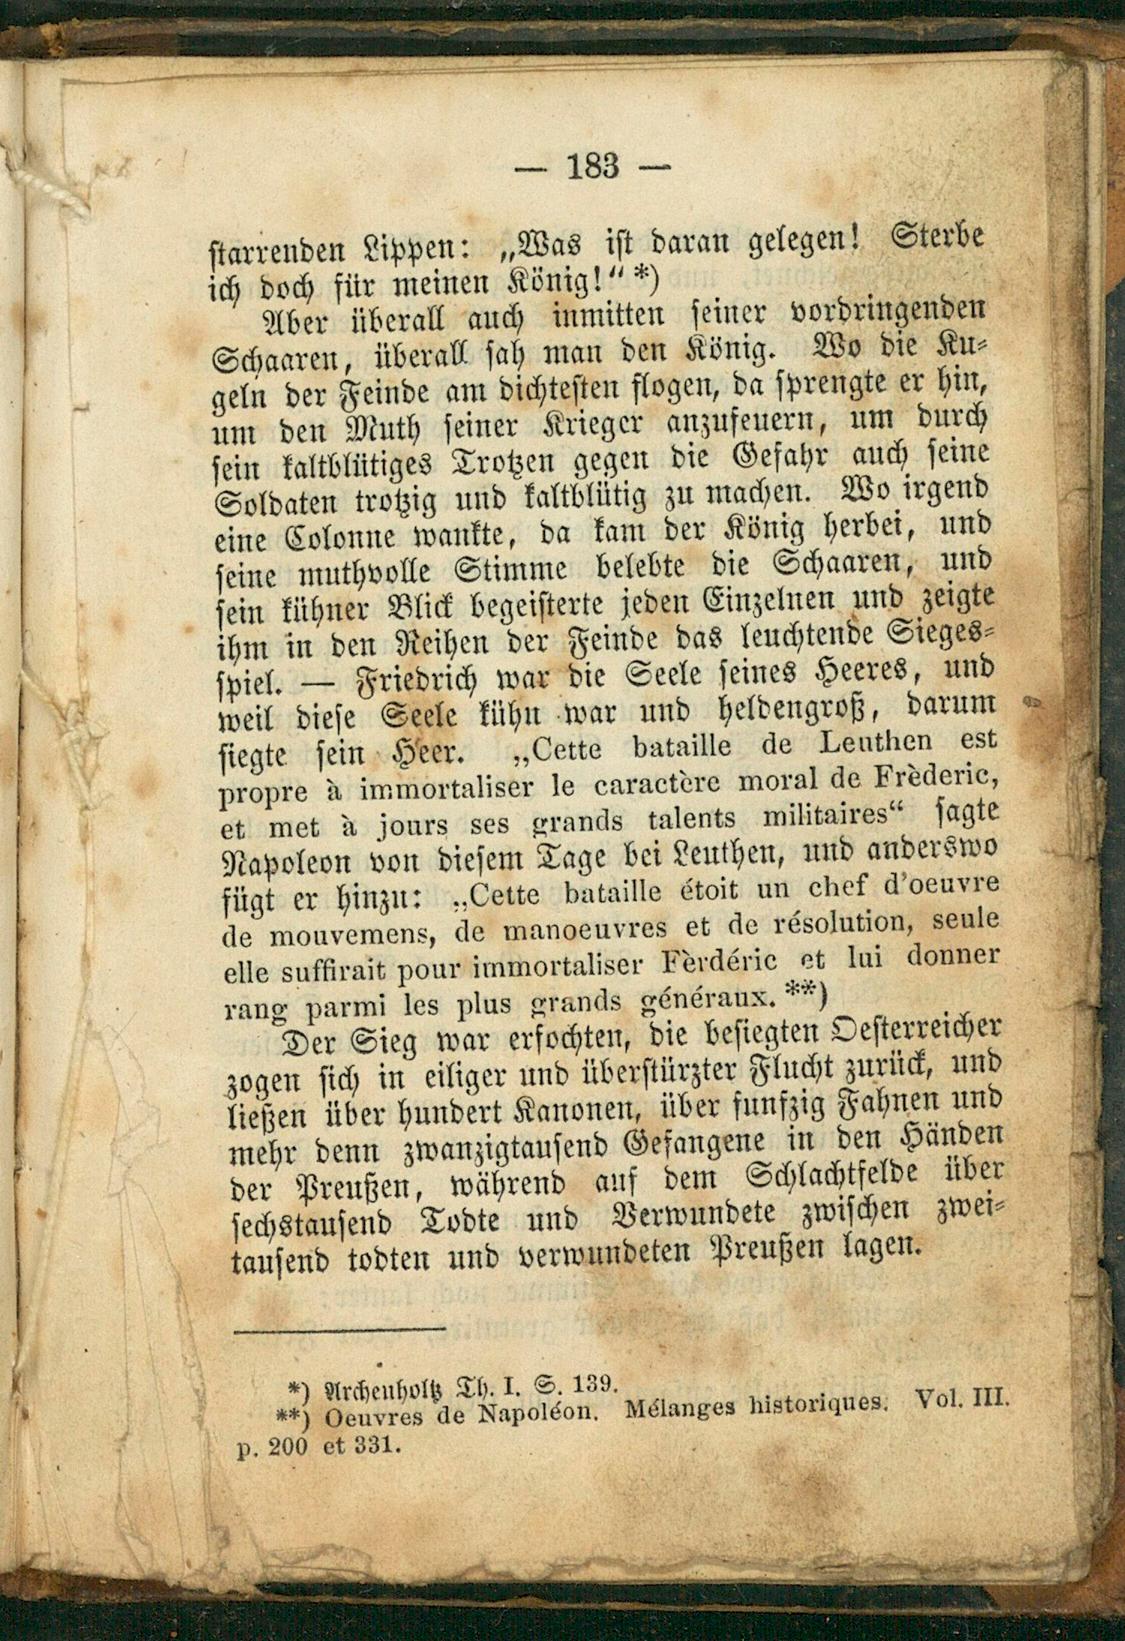 — 183 —
starrenden Lippen: „Was ist daran gelegen! Sterbe
ich doch für meinen König!“ *)
Aber überall auch inmitten seiner vordringenden
Schaaren, überall sah man den König. Wo die Ku-
geln der Feinde am dichtesten flogen, da sprengte er hin,
um den Muth seiner Krieger anzufeuern, um durch
sein kaltblütiges Trotzen gegen die Gefahr auch seine
Soldaten trotzig und kaltblütig zu machen. Wo irgend
eine Colonne wankte, da kam der König herbei, und
seine muthvolle Stimme belebte die Schaaren, und
sein kühner Blick begeisterte jeden Einzelnen und zeigte
ihm in den Reihen der Feinde das leuchtende Sieges-
spiel. — Friedrich war die Seele seines Heeres, und
weil diese Seele kühn war und heldengroß, darum
siegte sein Heer. „Cette bataille de Leuthen est
propre à immortaliser le caractère moral de Frèderic,
et met à jours ses grands talents militaires“ sagte
Napoleon von diesem Tage bei Leuthen, und anderswo
fügt er hinzu: „Cette bataille étoit un chef d'oeuvre
de mouvemens, de manoeuvres et de résolution, seule
elle suffirait pour immortaliser Fèrdéric et lui donner
rang parmi les plus grands généraux. **)
Der Sieg war erfochten, die besiegten Oesterreicher
zogen sich in eiliger und überstürzter Flucht zurück, und
ließen über hundert Kanonen, über funfzig Fahnen und
mehr denn zwanzigtausend Gefangene in den Händen
der Preußen, während auf dem Schlachtfelde über
sechstausend Todte und Verwundete zwischen zwei-
tausend todten und verwundeten Preußen lagen.
*) Archenholtz Th. I. S. 139.
**) Oeuvres de Napoléon. Mélanges historiques. Vol. III.
p. 200 et 331.